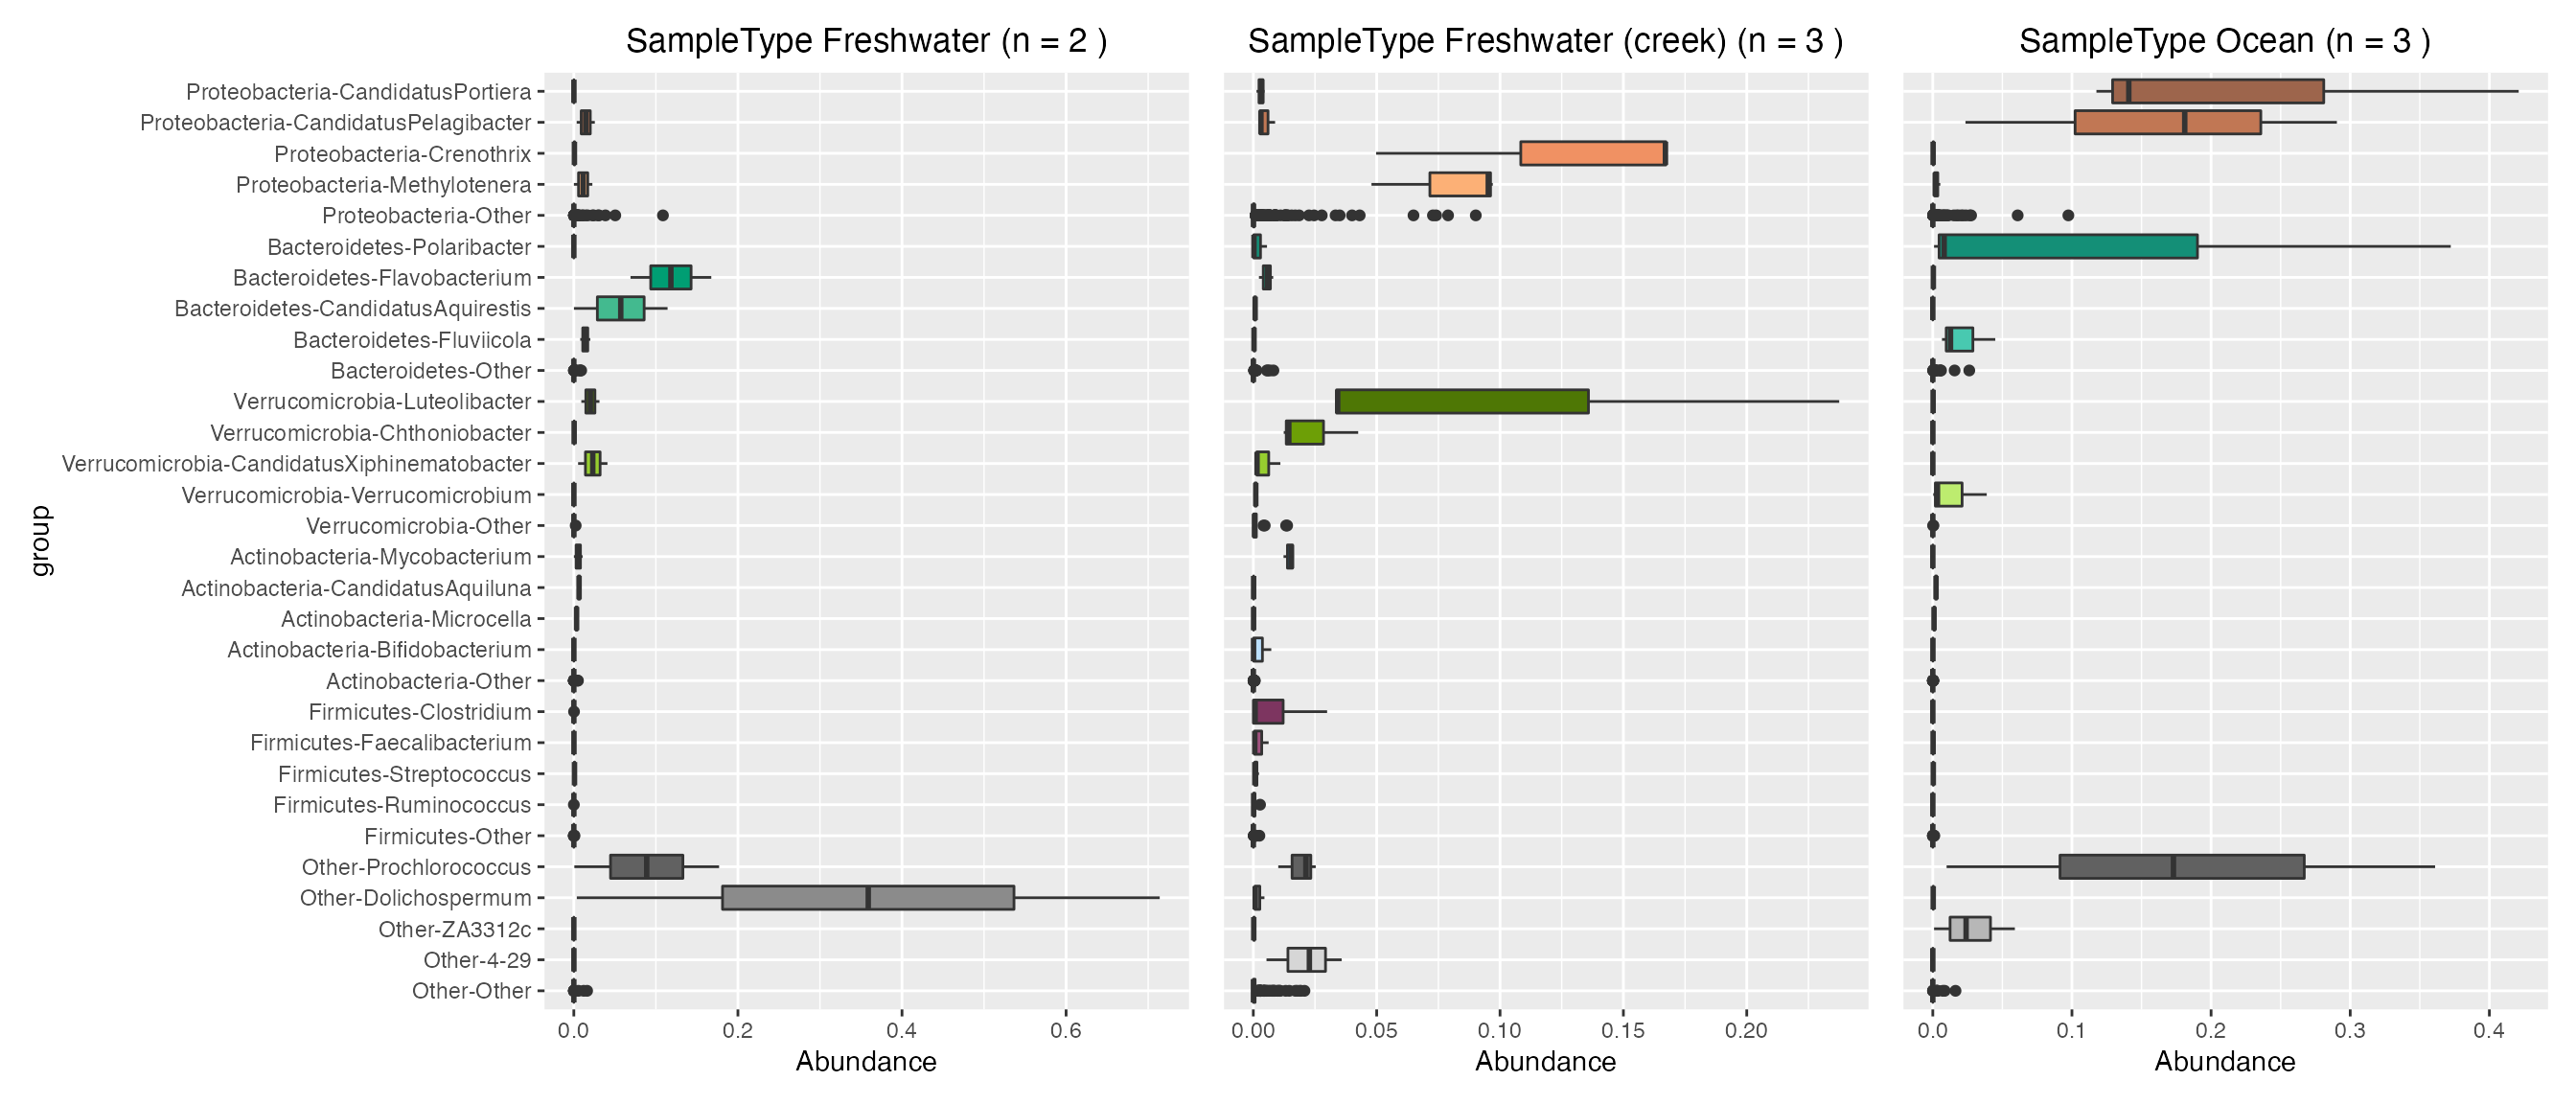 SampleType Freshwater (n = 2 )
SampleType Freshwater (creek) (n = 3 )
SampleType Ocean (n = 3 )
group
Proteobacteria-CandidatusPortiera
Proteobacteria-CandidatusPelagibacter
Proteobacteria-Crenothrix
Proteobacteria-Methylotenera
Proteobacteria-Other
Bacteroidetes-Polaribacter
Bacteroidetes-Flavobacterium
Bacteroidetes-CandidatusAquirestis
Bacteroidetes-Fluviicola
Bacteroidetes-Other
Verrucomicrobia-Luteolibacter
Verrucomicrobia-Chthoniobacter
Verrucomicrobia-CandidatusXiphinematobacter
Verrucomicrobia-Verrucomicrobium
Verrucomicrobia-Other
Actinobacteria-Mycobacterium
Actinobacteria-CandidatusAquiluna
Actinobacteria-Microcella
Actinobacteria-Bifidobacterium
Actinobacteria-Other
Firmicutes-Clostridium
Firmicutes-Faecalibacterium
Firmicutes-Streptococcus
Firmicutes-Ruminococcus
Firmicutes-Other
Other-Prochlorococcus
Other-Dolichospermum
Other-ZA3312c
Other-4-29
Other-Other
0.0 0.2 0.4 0.6
0.00 0.05 0.10 0.15 0.20
0.0 0.1 0.2 0.3 0.4
Abundance
Abundance
Abundance